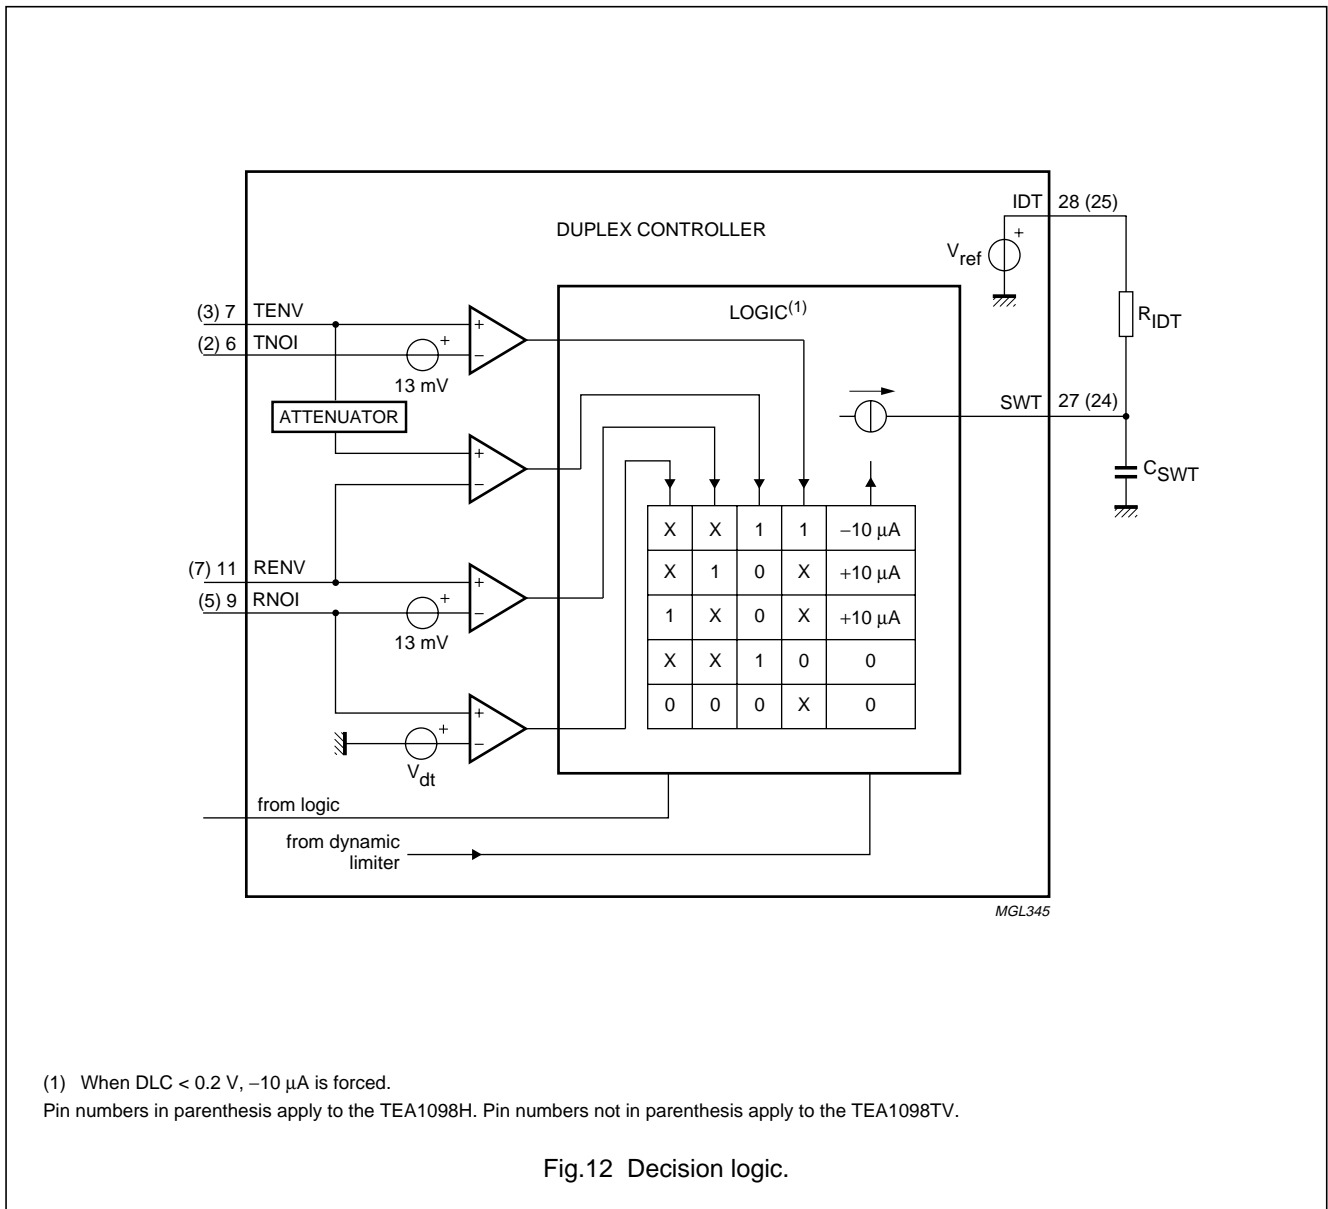 DUPLEX CONTROLLER
IDT 28 (25)
Vref
+
RIDT
(3) 7 TENV
(2) 6 TNOI
+
13 mV
+
−
LOGIC(1)
ATTENUATOR
SWT 27 (24)
CSWT
+
−
X X 1 1 −10 μA
X 1 0 X +10 μA
1 X 0 X +10 μA
X X 1 0 0
0 0 0 X 0
(7) 11 RENV
(5) 9 RNOI
+
13 mV
+
−
+
Vdt
+
−
from logic
from dynamic
limiter
MGL345
(1) When DLC < 0.2 V, −10 μA is forced.
Pin numbers in parenthesis apply to the TEA1098H. Pin numbers not in parenthesis apply to the TEA1098TV.
Fig.12 Decision logic.